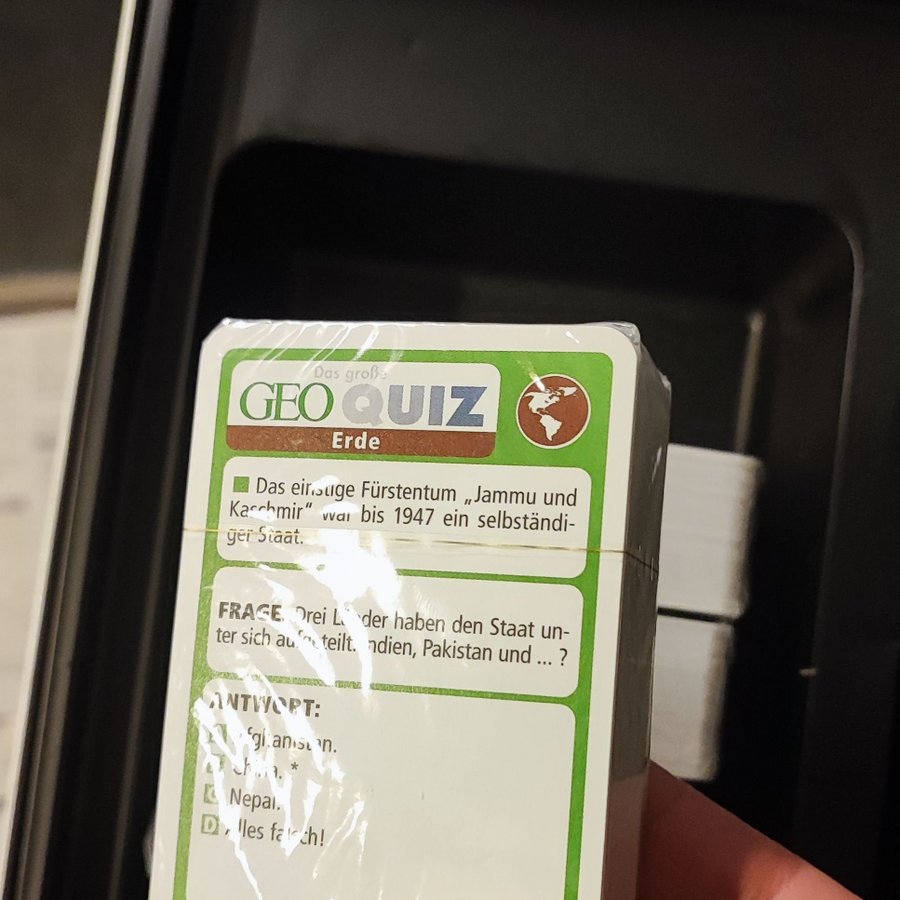 Das große
GEO QUIZ
Erde
Das einstige Fürstentum „Jammu und
Kaschmir“ war bis 1947 ein selbständi-
ger Staat.
FRAGE: Drei Länder haben den Staat un-
ter sich aufgeteilt: Indien, Pakistan und ... ?
ANTWORT:
Afghanistan.
China. *
C Nepal.
D Alles falsch!